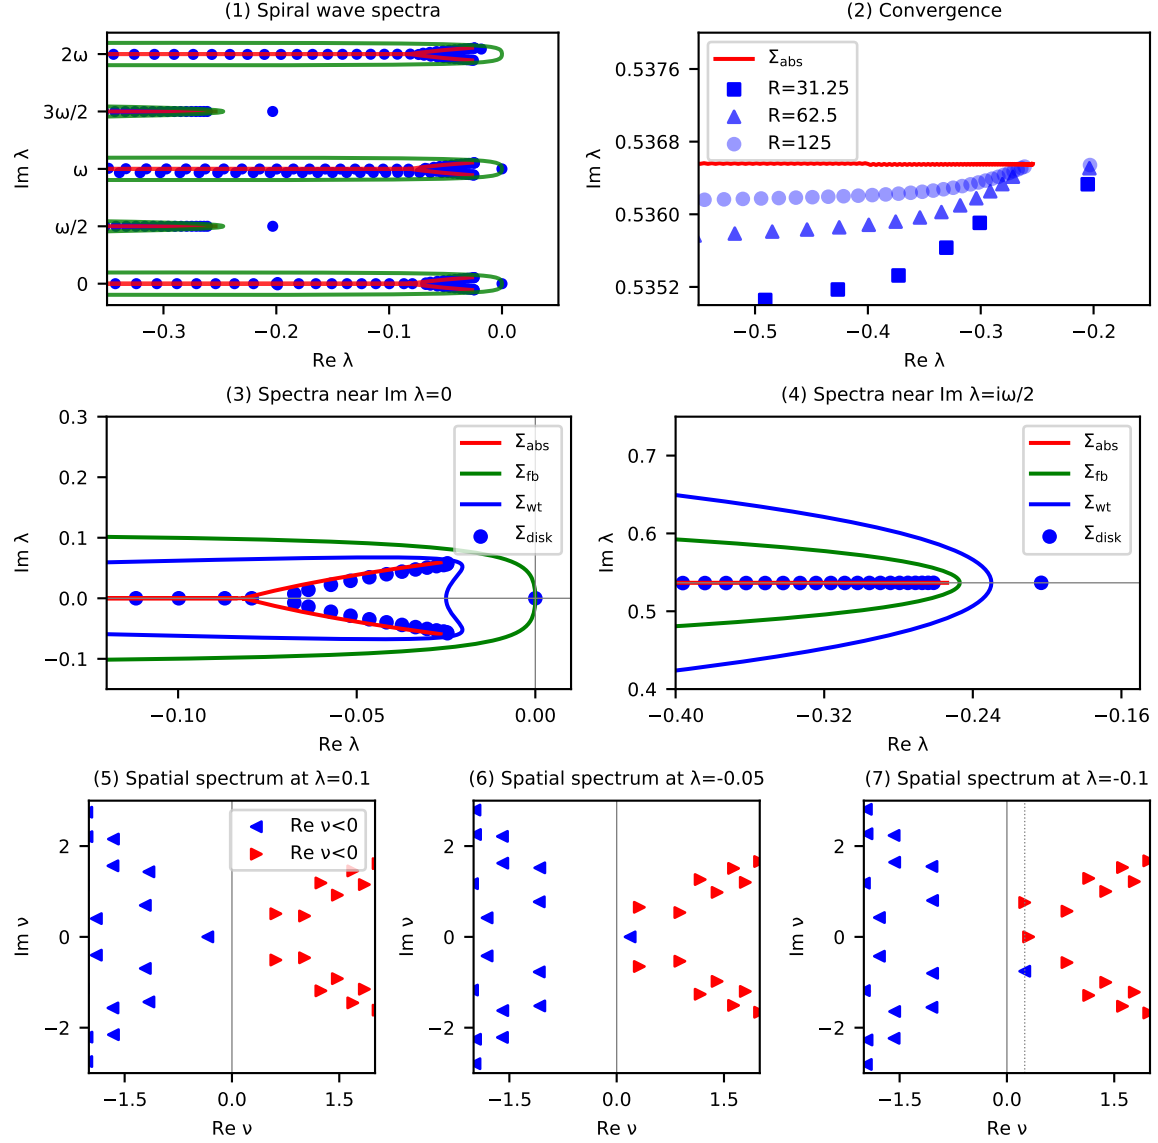 (1) Spiral wave spectra
Im λ
2ω
3ω/2
ω
ω/2
0
−0.3
−0.2
−0.1
0.0
Re λ
(2) Convergence
Im λ
0.5376
0.5368
0.5360
0.5352
Σabs
R=31.25
R=62.5
R=125
−0.5
−0.4
−0.3
−0.2
Re λ
(3) Spectra near Im λ=0
Im λ
0.3
0.2
0.1
0.0
−0.1
Σabs
Σfb
Σwt
Σdisk
−0.10
−0.05
0.00
Re λ
(4) Spectra near Im λ=iω/2
Im λ
0.7
0.6
0.5
0.4
Σabs
Σfb
Σwt
Σdisk
−0.40
−0.32
−0.24
−0.16
Re λ
(5) Spatial spectrum at λ=0.1
Im ν
2
0
−2
Re ν<0
Re ν<0
−1.5
0.0
1.5
Re ν
(6) Spatial spectrum at λ=-0.05
Im ν
2
0
−2
−1.5
0.0
1.5
Re ν
(7) Spatial spectrum at λ=-0.1
Im ν
2
0
−2
−1.5
0.0
1.5
Re ν